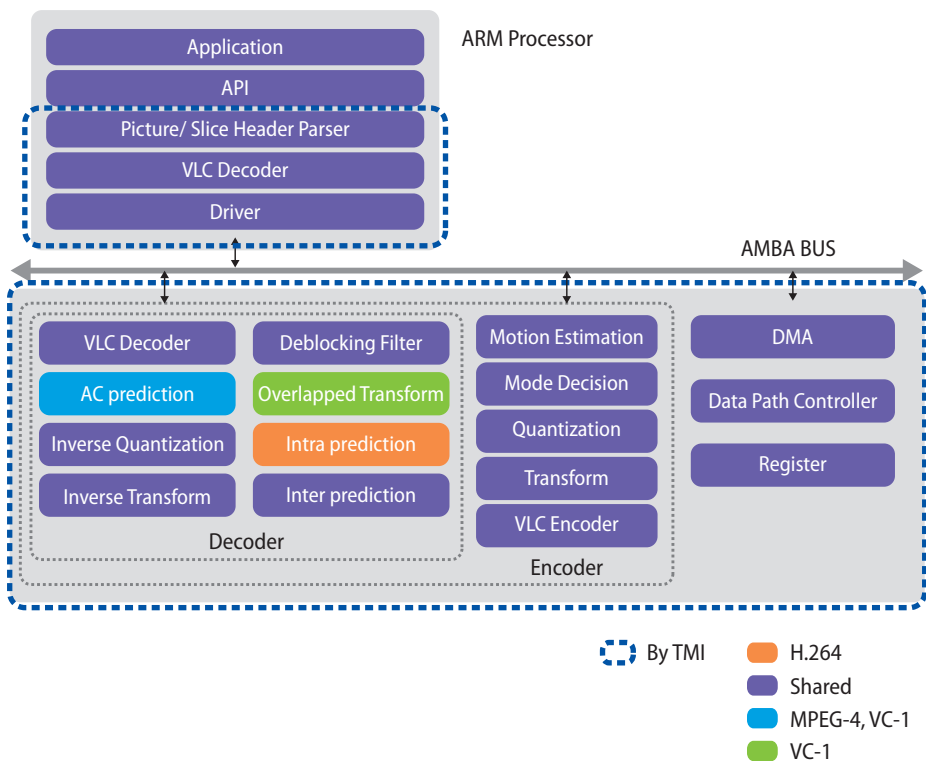 ARM Processor
Application
API
Picture/ Slice Header Parser
VLC Decoder
Driver
AMBA BUS
VLC Decoder
AC prediction
Inverse Quantization
Inverse Transform
Deblocking Filter
Overlapped Transform
Intra prediction
Inter prediction
Decoder
Motion Estimation
Mode Decision
Quantization
Transform
VLC Encoder
Encoder
DMA
Data Path Controller
Register
By TMI
H.264
Shared
MPEG-4, VC-1
VC-1